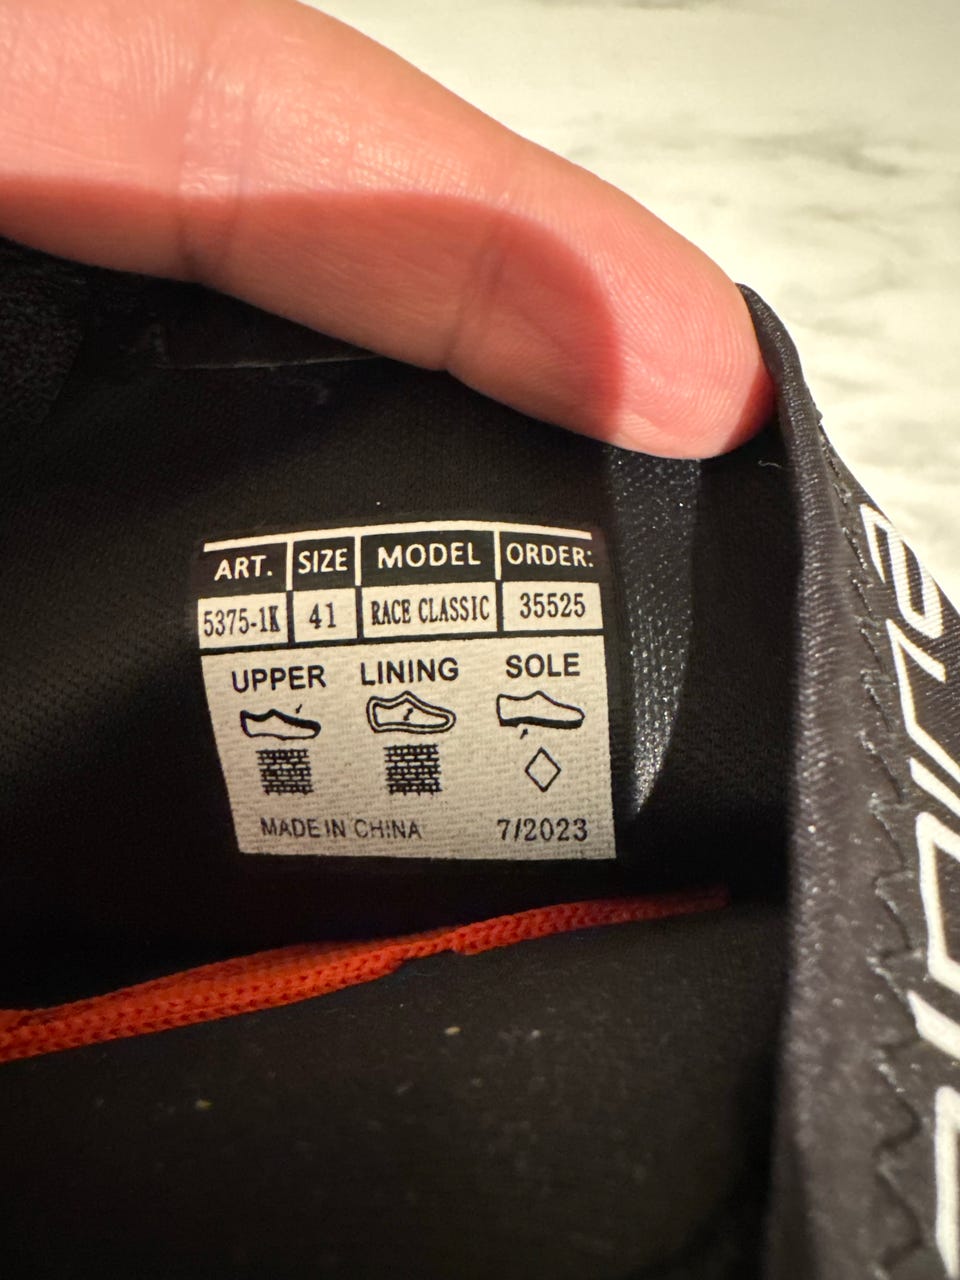 ART. SIZE MODEL ORDER:
5375-1K 41 RACE CLASSIC 35525
UPPER LINING SOLE
MADE IN CHINA 7/2023